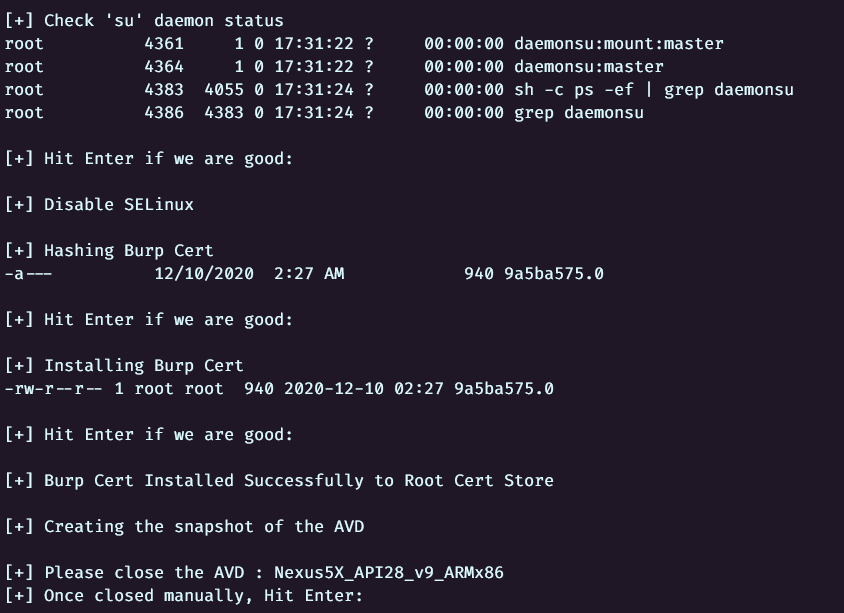 [+] Check 'su' daemon status
root          4361     1 0 17:31:22 ?     00:00:00 daemonsu:mount:master
root          4364     1 0 17:31:22 ?     00:00:00 daemonsu:master
root          4383  4055 0 17:31:24 ?     00:00:00 sh -c ps -ef | grep daemonsu
root          4386  4383 0 17:31:24 ?     00:00:00 grep daemonsu
[+] Hit Enter if we are good:
[+] Disable SELinux
[+] Hashing Burp Cert
-a---          12/10/2020  2:27 AM            940 9a5ba575.0
[+] Hit Enter if we are good:
[+] Installing Burp Cert
-rw-r--r-- 1 root root  940 2020-12-10 02:27 9a5ba575.0
[+] Hit Enter if we are good:
[+] Burp Cert Installed Successfully to Root Cert Store
[+] Creating the snapshot of the AVD
[+] Please close the AVD : Nexus5X_API28_v9_ARMx86
[+] Once closed manually, Hit Enter: